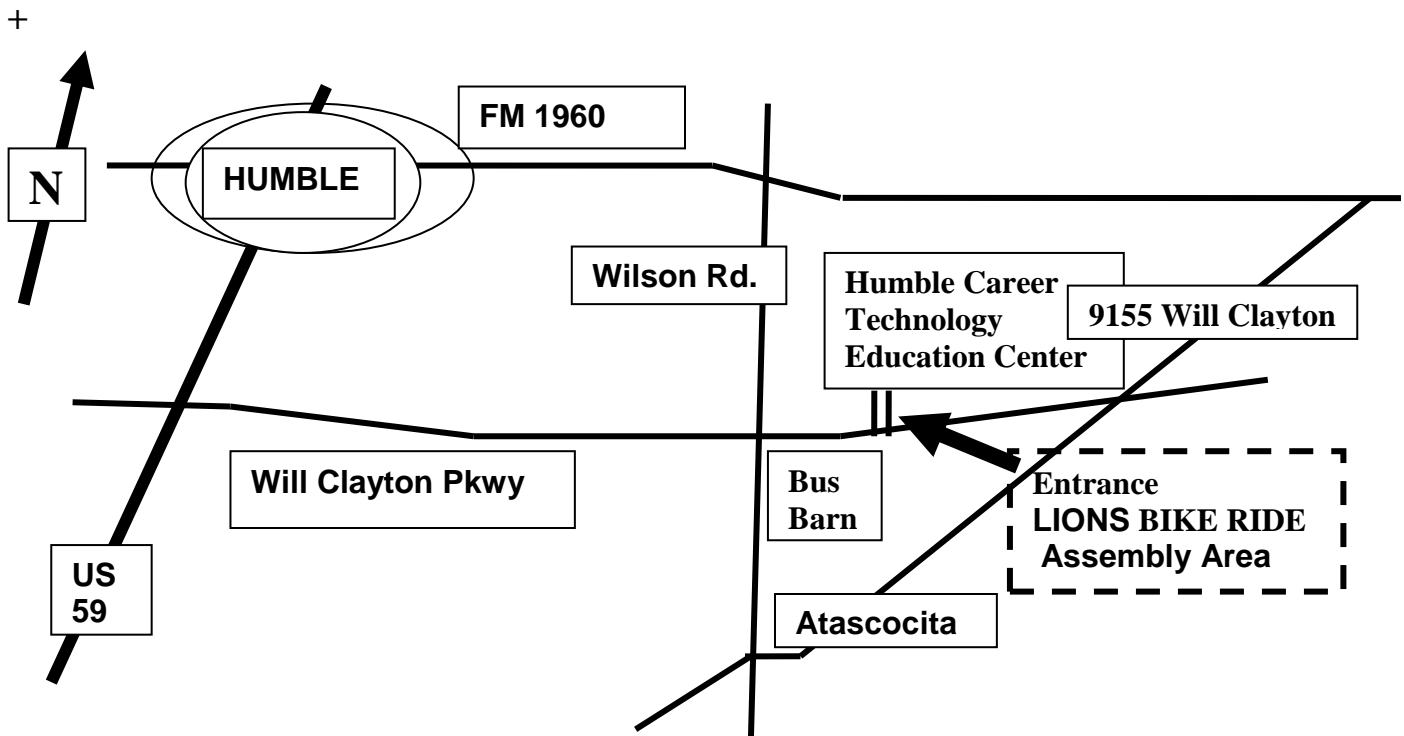 +
N
HUMBLE
FM 1960
Wilson Rd.
Humble Career
Technology
Education Center
9155 Will Clayton
Will Clayton Pkwy
Bus
Barn
Entrance
LIONS BIKE RIDE
Assembly Area
US
59
Atascocita